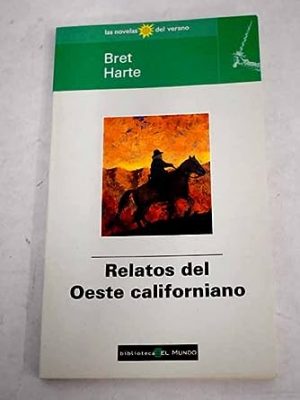 las novelas del verano
Bret
Harte
Relatos del
Oeste californiano
biblioteca EL MUNDO